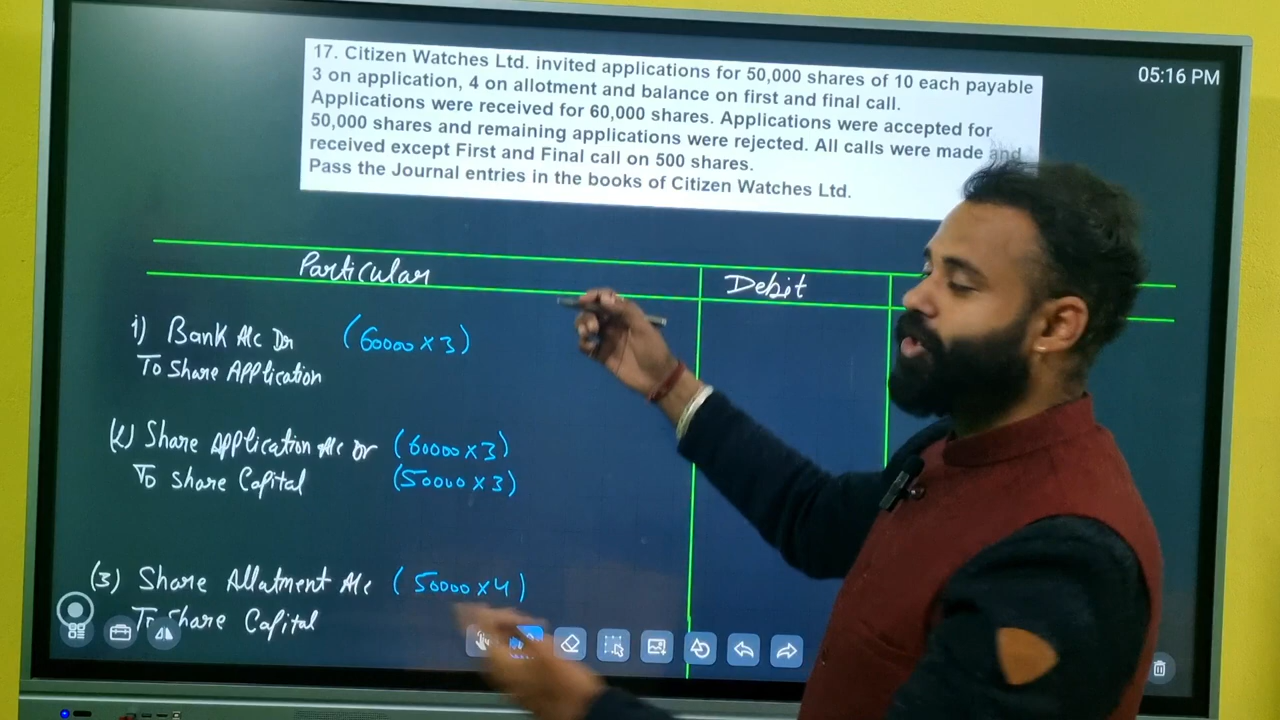 05:16 PM
17. Citizen Watches Ltd. invited applications for 50,000 shares of 10 each payable
3 on application, 4 on allotment and balance on first and final call.
Applications were received for 60,000 shares. Applications were accepted for
50,000 shares and remaining applications were rejected. All calls were made and
received except First and Final call on 500 shares.
Pass the Journal entries in the books of Citizen Watches Ltd.
Particular Debit
i) Bank A/c Dr (60000 x 3)
To Share Application
Share Application A/c Dr (60000 x 3)
To Share Capital (50000 x 3)
(3) Share Allatment A/c (50000 x 4)
To Share Capital